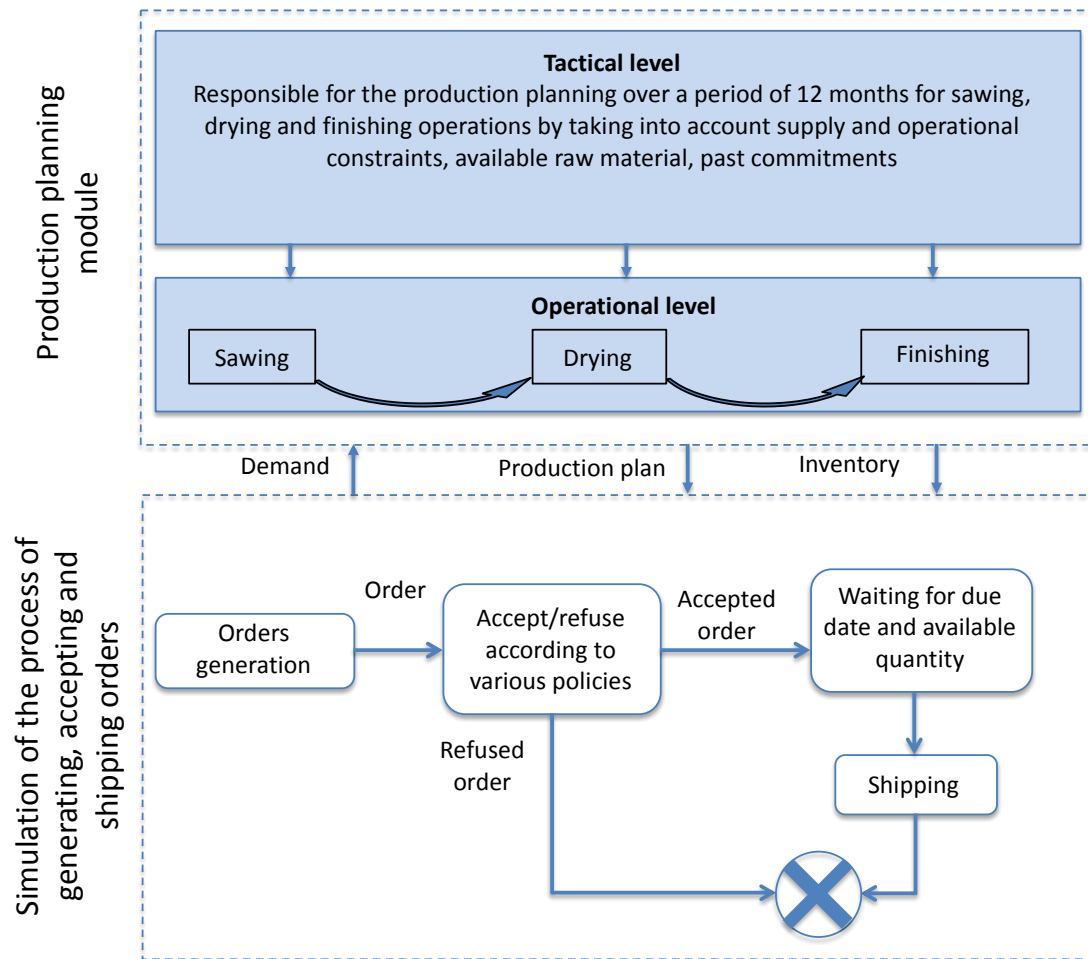 Production planning
module
Tactical level
Responsible for the production planning over a period of 12 months for sawing,
drying and finishing operations by taking into account supply and operational
constraints, available raw material, past commitments
Operational level
Sawing
Drying
Finishing
Demand
Production plan
Inventory
Simulation of the process of
generating, accepting and
shipping orders
Orders
generation
Order
Accept/refuse
according to
various policies
Accepted
order
Waiting for due
date and available
quantity
Refused
order
Shipping